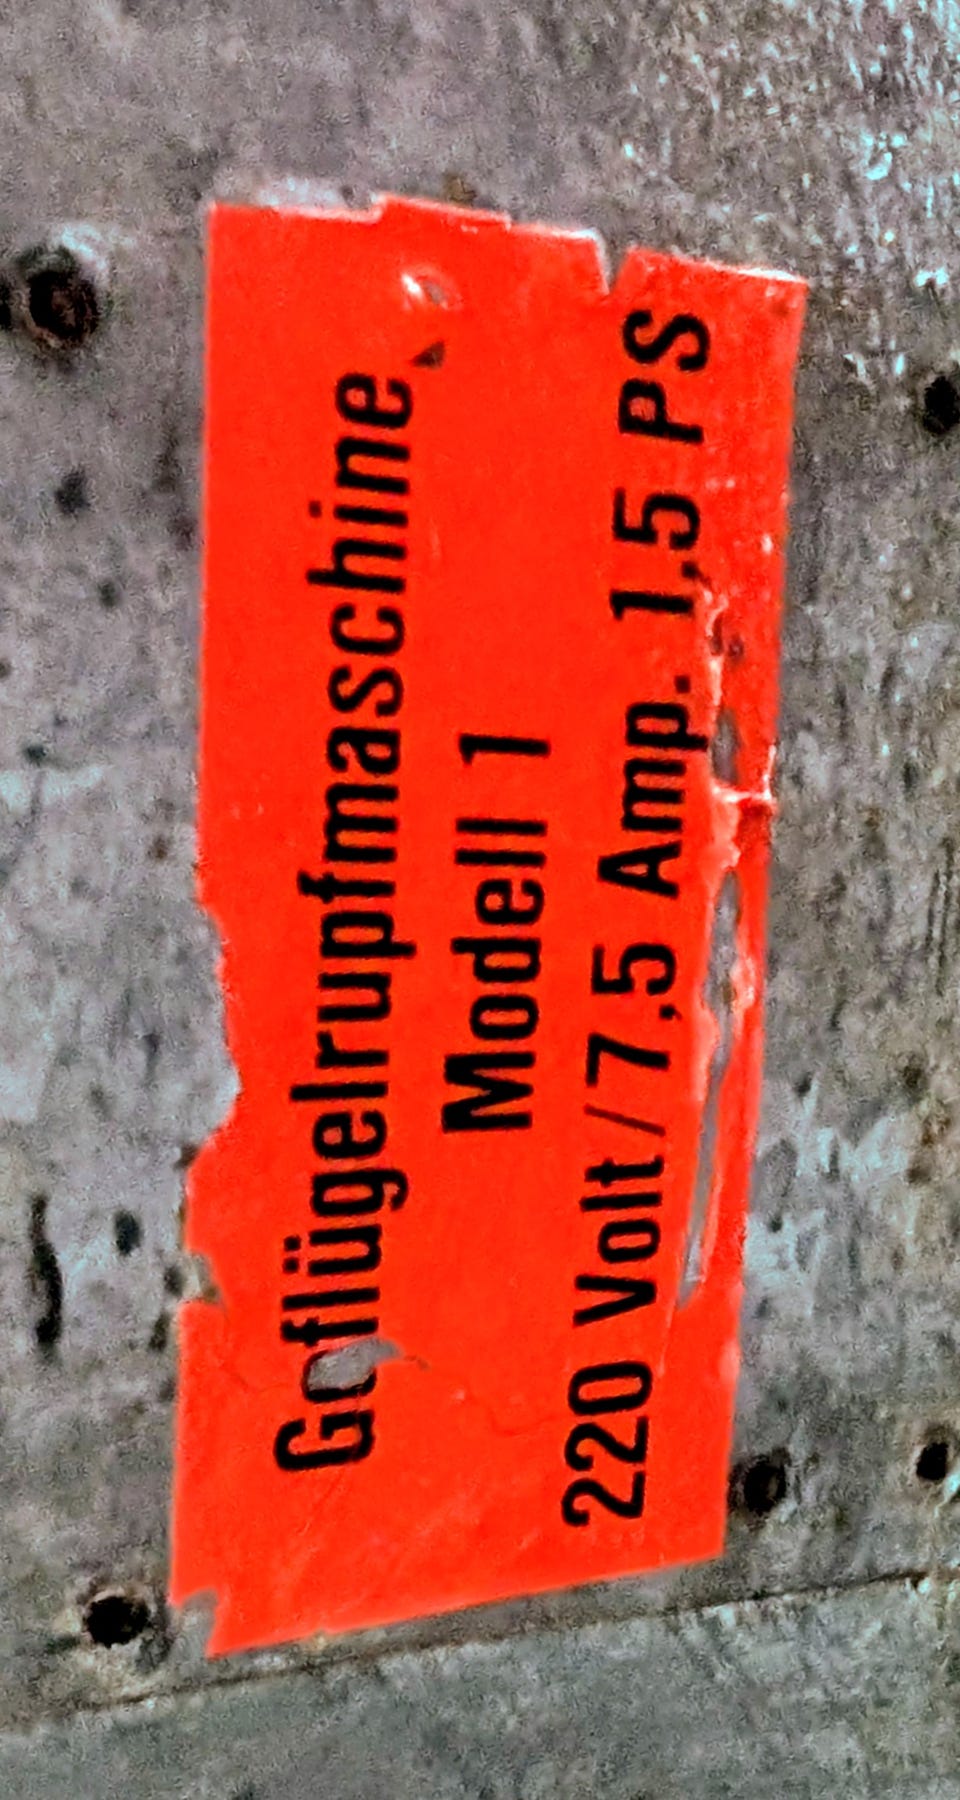 Geflügelrupfmaschine
Modell 1
220 Volt/7,5 Amp. 1,5 PS